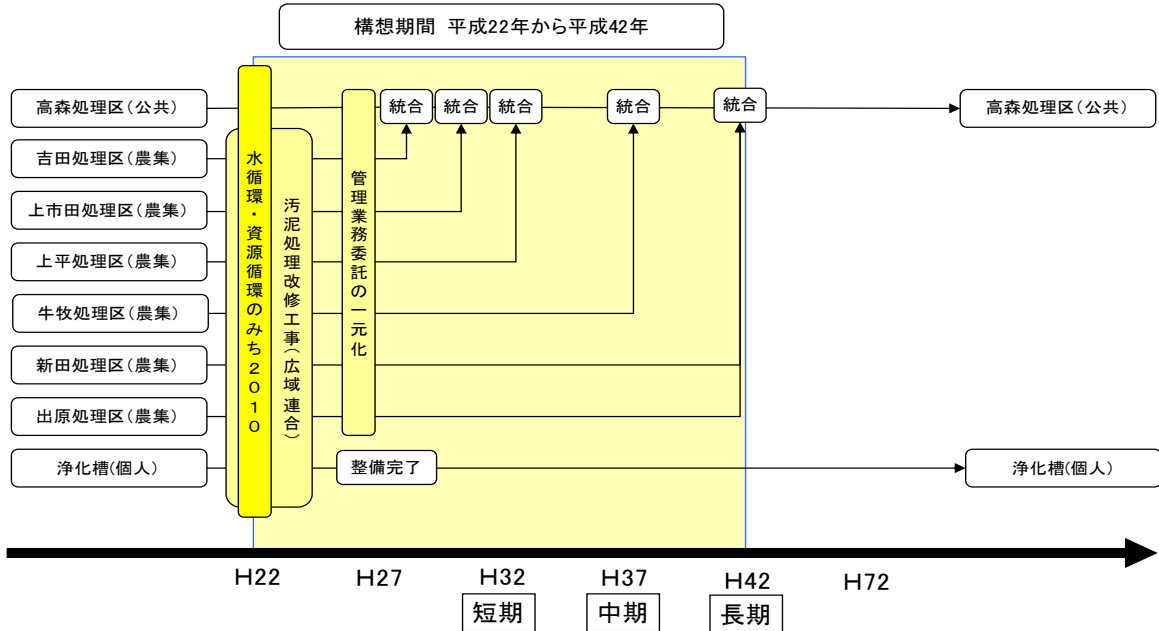 構想期間 平成22年から平成42年
高森処理区(公共)
統合
統合
統合
統合
統合
高森処理区(公共)
吉田処理区(農集)
上市田処理区(農集)
上平処理区(農集)
牛牧処理区(農集)
新田処理区(農集)
出原処理区(農集)
浄化槽(個人)
水循環・資源循環のみち2010
汚泥処理改修工事(広域連合)
管理業務委託の一元化
整備完了
浄化槽(個人)
H22
H27
H32
H37
H42
H72
短期
中期
長期